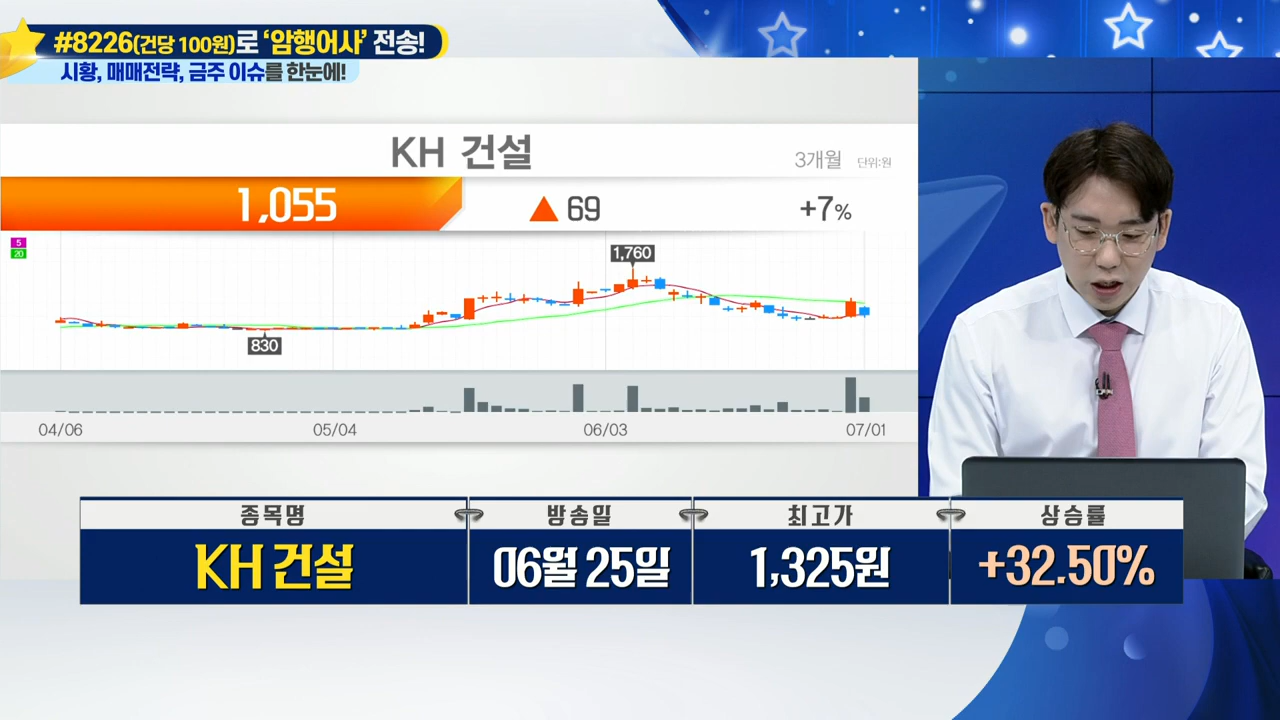 #8226(건당 100원)로 '암행어사' 전송!
시황, 매매전략, 금주 이슈를 한눈에!
KH 건설
3개월 단위:원
1,055 ▲ 69 +7%
5
20
1,760
830
04/06 05/04 06/03 07/01
종목명 방송일 최고가 상승률
KH 건설 06월 25일 1,325원 +32.50%